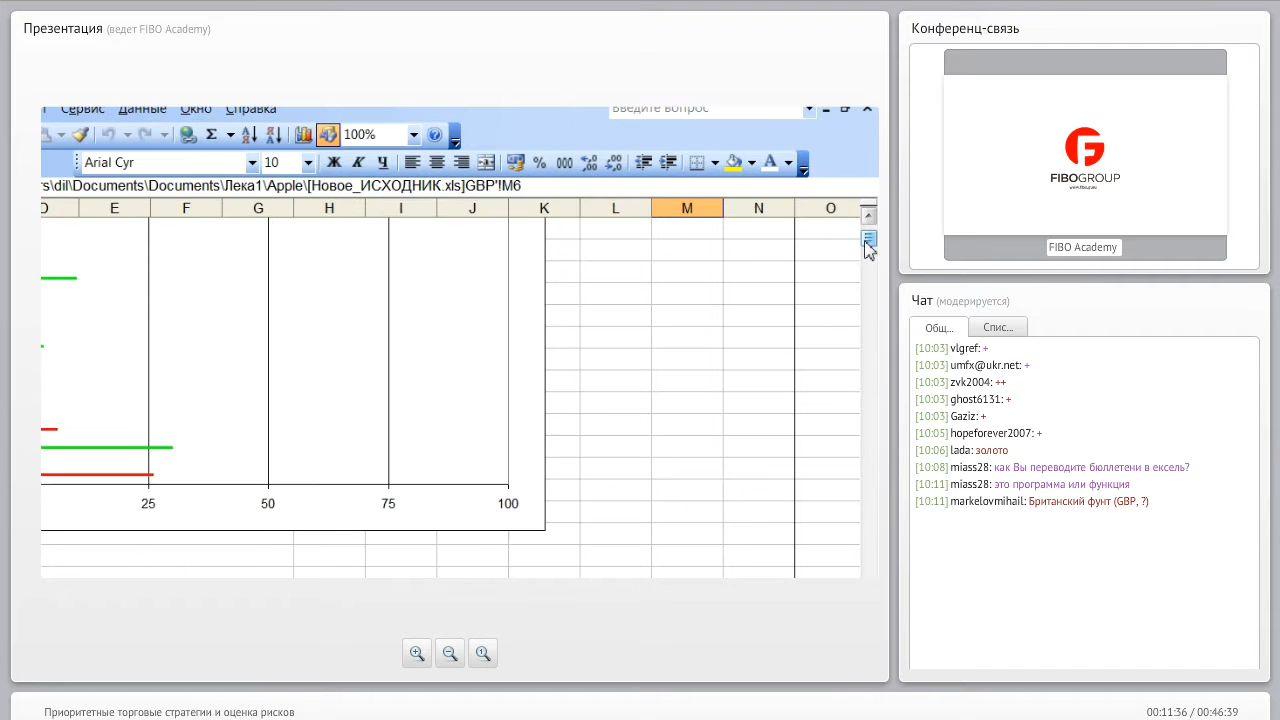 Презентация (ведет FIBO Academy)
Сервис Данные Окно Справка Введите вопрос
Σ 100%
Arial Cyr 10 Ж К Ч % 000 A
rs\dil\Documents\Documents\Лека1\Apple\[Новое_ИСХОДНИК.xls]GBP'!M6
D E F G H I J K L M N O
25 50 75 100
Конференц-связь
FIBOGROUP
FIBO Academy
Чат (модерируется)
Общ... Спис...
[10:03] vlgref: +
[10:03] umfx@ukr.net: +
[10:03] zvk2004: ++
[10:03] ghost6131: +
[10:03] Gaziz: +
[10:05] hopeforever2007: +
[10:06] lada: золото
[10:08] miass28: как Вы переводите бюллетени в ексель?
[10:11] miass28: это программа или функция
[10:11] markelovmihail: Британский фунт (GBP, ?)
Приоритетные торговые стратегии и оценка рисков
00:11:36 / 00:46:39